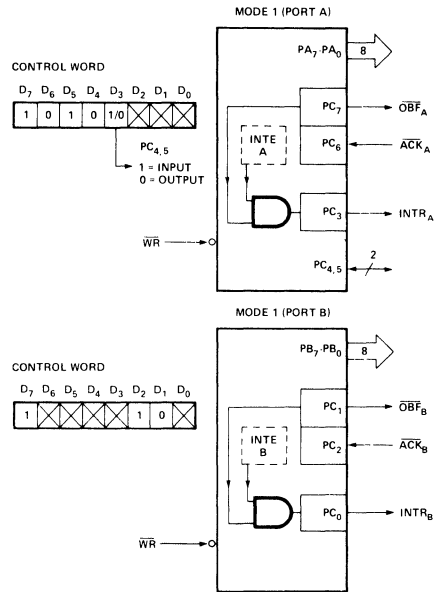 MODE 1 (PORT A)
PA7-PA0
8
CONTROL WORD
D7 D6 D5 D4 D3 D2 D1 D0
1 0 1 0 1/0
PC4,5
1 = INPUT
0 = OUTPUT
INTE
A
PC7
OBFA
PC6
ACKA
PC3
INTRA
WR
PC4,5
2
MODE 1 (PORT B)
PB7-PB0
8
CONTROL WORD
D7 D6 D5 D4 D3 D2 D1 D0
1 1 0
INTE
B
PC1
OBFB
PC2
ACKB
PC0
INTRB
WR